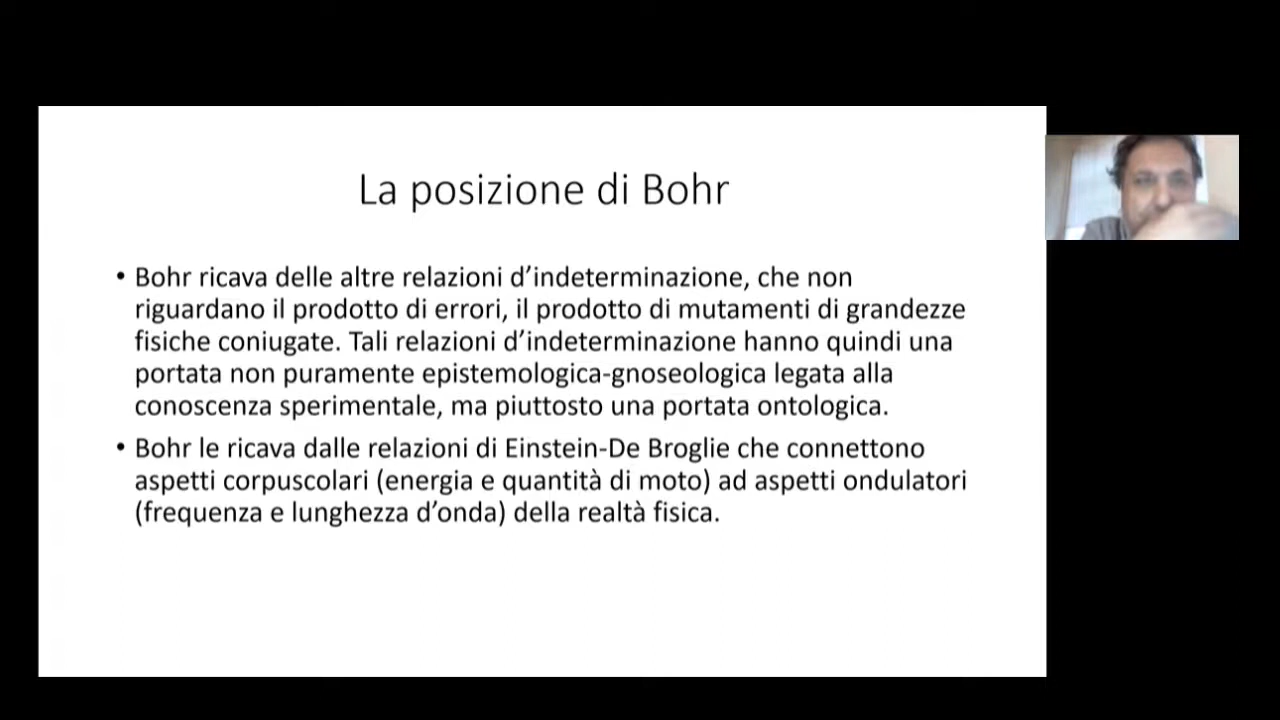 La posizione di Bohr
• Bohr ricava delle altre relazioni d’indeterminazione, che non
riguardano il prodotto di errori, il prodotto di mutamenti di grandezze
fisiche coniugate. Tali relazioni d’indeterminazione hanno quindi una
portata non puramente epistemologica-gnoseologica legata alla
conoscenza sperimentale, ma piuttosto una portata ontologica.
• Bohr le ricava dalle relazioni di Einstein-De Broglie che connettono
aspetti corpuscolari (energia e quantità di moto) ad aspetti ondulatori
(frequenza e lunghezza d’onda) della realtà fisica.